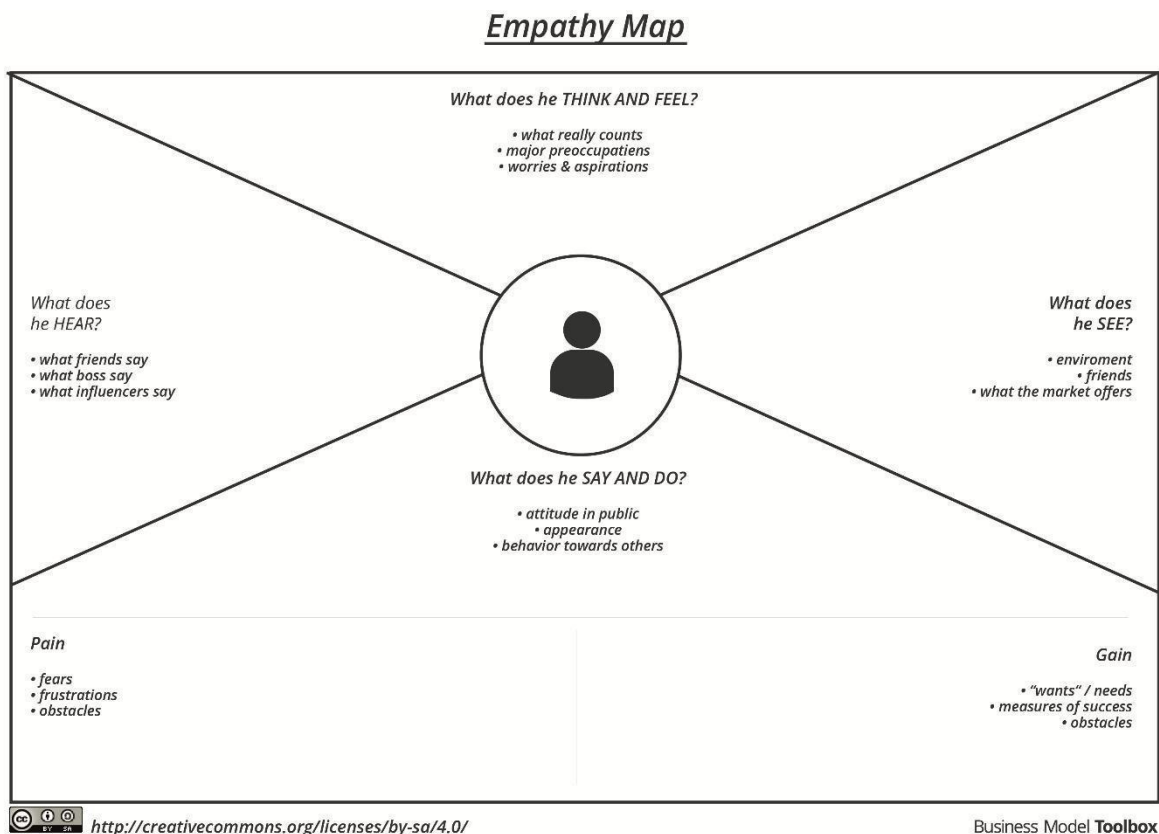 Empathy Map
What does he THINK AND FEEL?
• what really counts
• major preoccupatiens
• worries & aspirations
What does
he HEAR?
• what friends say
• what boss say
• what influencers say
What does
he SEE?
• enviroment
• friends
• what the market offers
What does he SAY AND DO?
• attitude in public
• appearance
• behavior towards others
Pain
• fears
• frustrations
• obstacles
Gain
• “wants“ / needs
• measures of success
• obstacles
cc BY SA http://creativecommons.org/licenses/by-sa/4.0/
Business Model Toolbox